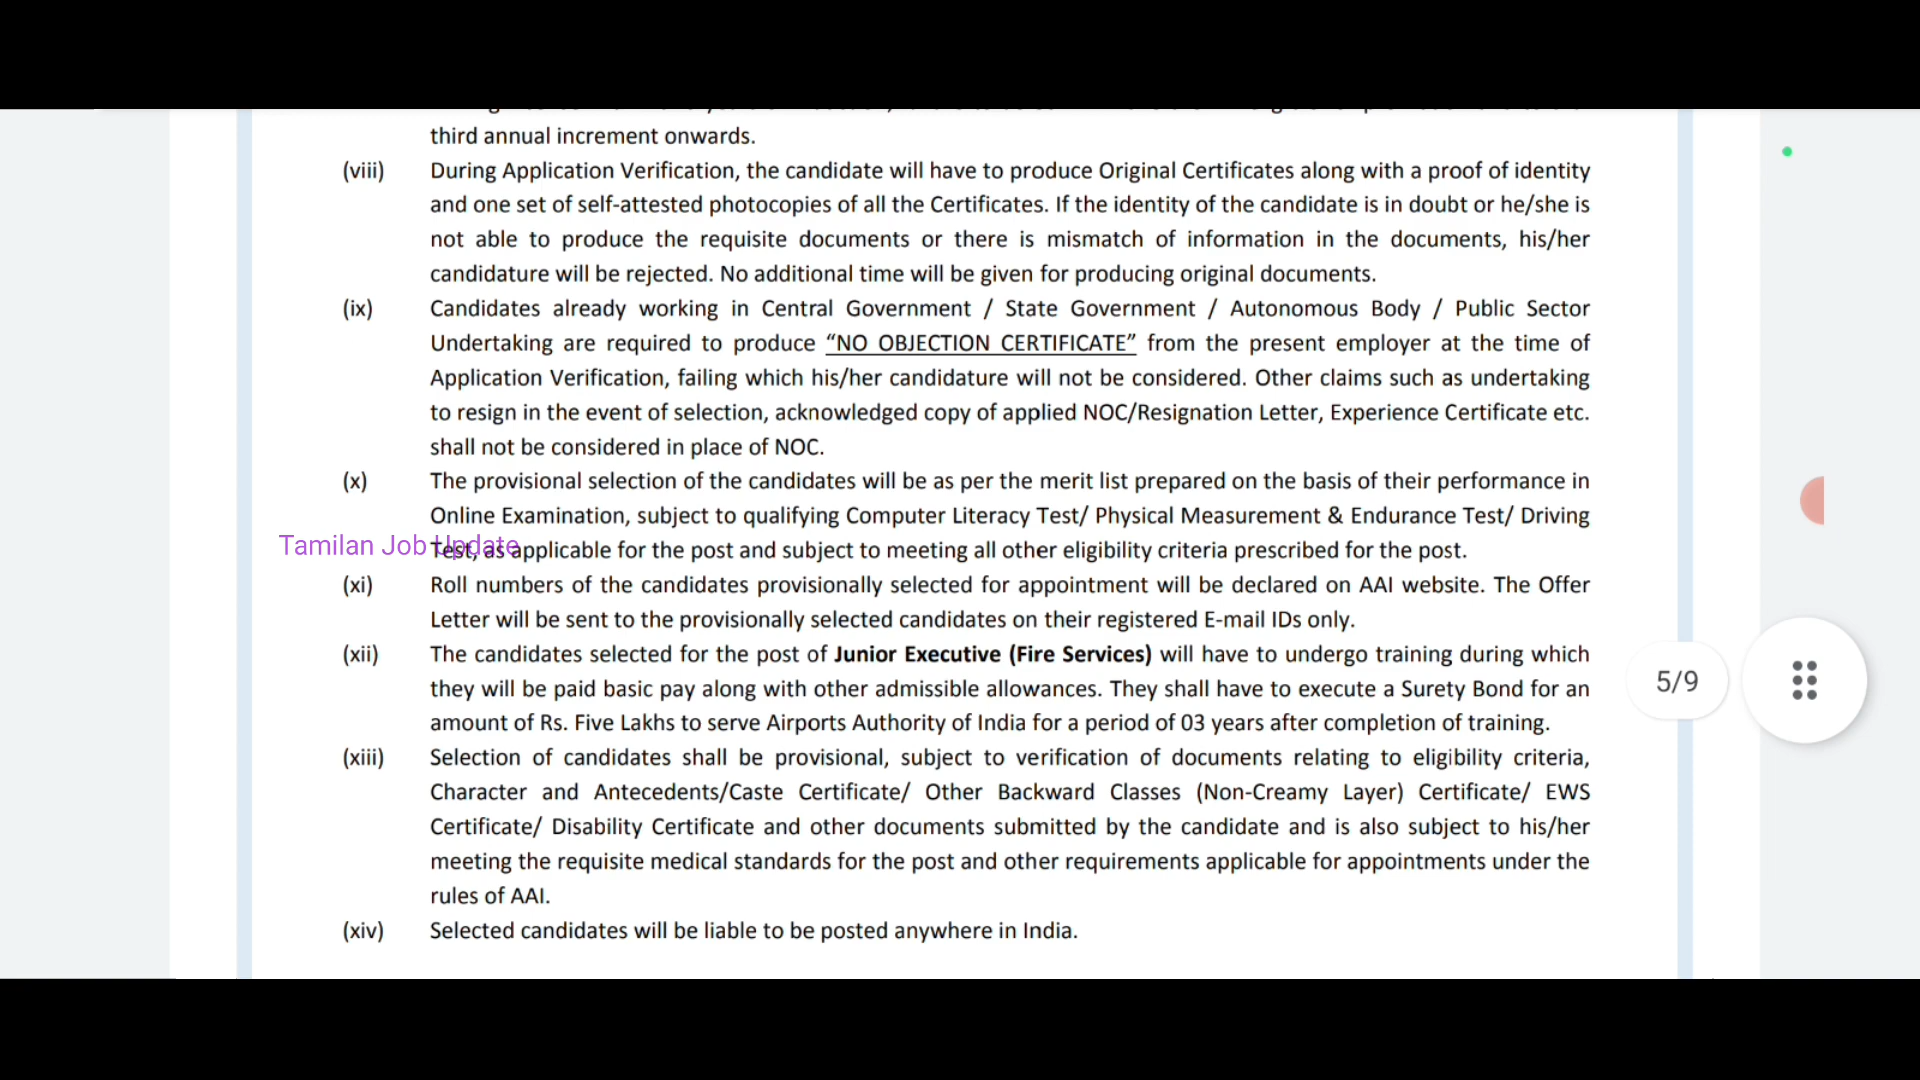 third annual increment onwards.
(viii) During Application Verification, the candidate will have to produce Original Certificates along with a proof of identity
and one set of self-attested photocopies of all the Certificates. If the identity of the candidate is in doubt or he/she is
not able to produce the requisite documents or there is mismatch of information in the documents, his/her
candidature will be rejected. No additional time will be given for producing original documents.
(ix) Candidates already working in Central Government / State Government / Autonomous Body / Public Sector
Undertaking are required to produce “NO OBJECTION CERTIFICATE” from the present employer at the time of
Application Verification, failing which his/her candidature will not be considered. Other claims such as undertaking
to resign in the event of selection, acknowledged copy of applied NOC/Resignation Letter, Experience Certificate etc.
shall not be considered in place of NOC.
(x) The provisional selection of the candidates will be as per the merit list prepared on the basis of their performance in
Online Examination, subject to qualifying Computer Literacy Test/ Physical Measurement & Endurance Test/ Driving
Tamilan Job Update
Test, as applicable for the post and subject to meeting all other eligibility criteria prescribed for the post.
(xi) Roll numbers of the candidates provisionally selected for appointment will be declared on AAI website. The Offer
Letter will be sent to the provisionally selected candidates on their registered E-mail IDs only.
(xii) The candidates selected for the post of Junior Executive (Fire Services) will have to undergo training during which
they will be paid basic pay along with other admissible allowances. They shall have to execute a Surety Bond for an
amount of Rs. Five Lakhs to serve Airports Authority of India for a period of 03 years after completion of training.
5/9
(xiii) Selection of candidates shall be provisional, subject to verification of documents relating to eligibility criteria,
Character and Antecedents/Caste Certificate/ Other Backward Classes (Non-Creamy Layer) Certificate/ EWS
Certificate/ Disability Certificate and other documents submitted by the candidate and is also subject to his/her
meeting the requisite medical standards for the post and other requirements applicable for appointments under the
rules of AAI.
(xiv) Selected candidates will be liable to be posted anywhere in India.